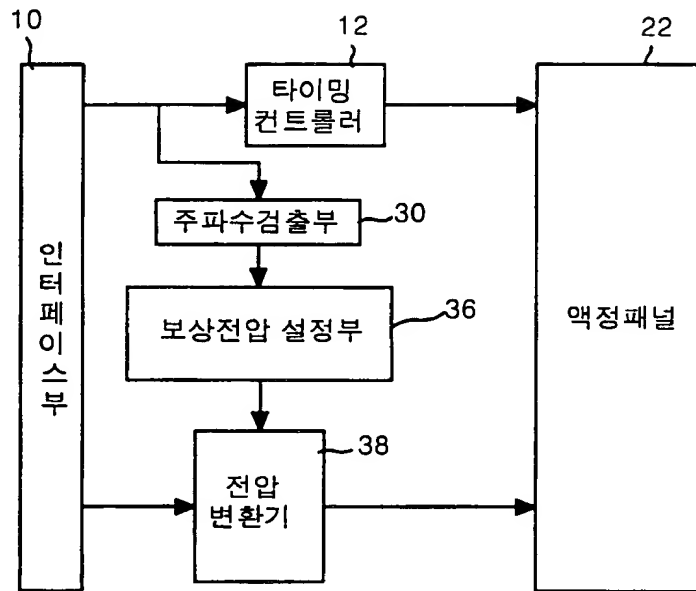 10
12
22
타이밍
컨트롤러
주파수검출부
30
인터페이스부
보상전압 설정부
36
액정패널
38
전압
변환기